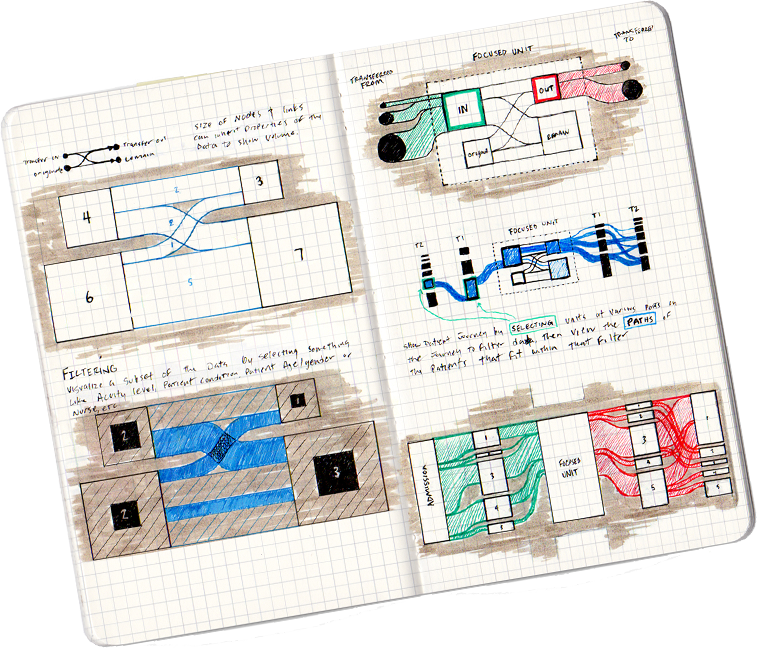 SIZE OF NODES + LINKS
CAN INHERIT PROPERTIES OF THE
DATA TO SHOW VOLUME.
Transfer in
originate
Transfer out
remain
2
3
4
2
1
7
6
5
FILTERING
Visualize a subset of the Data by selecting something
Like Acuity level, Patient Condition, Patient Age/gender or
Nurse, etc.
2
1
2
3
FOCUSED UNIT
TRANSFERRED
FROM
TRANSFERRED
TO
IN
OUT
ORIGINATE
REMAIN
FOCUSED UNIT
T2
T1
T1
T2
Show Patient Journey by SELECTING units at various points in
the Journey to filter data, then view the PATHS of
the Patients that fit within that filter
ADMISSION
1
3
4
5
FOCUSED
UNIT
2
3
4
5
1
5